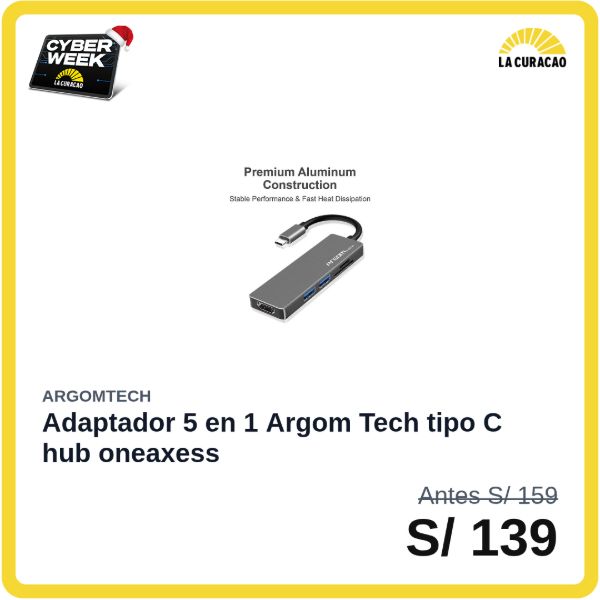 CYBER
WEEK
LA CURACAO
LA CURACAO
Premium Aluminum
Construction
Stable Performance & Fast Heat Dissipation
ARGOM
ARGOMTECH
Adaptador 5 en 1 Argom Tech tipo C
hub oneaxess
Antes S/ 159
S/ 139